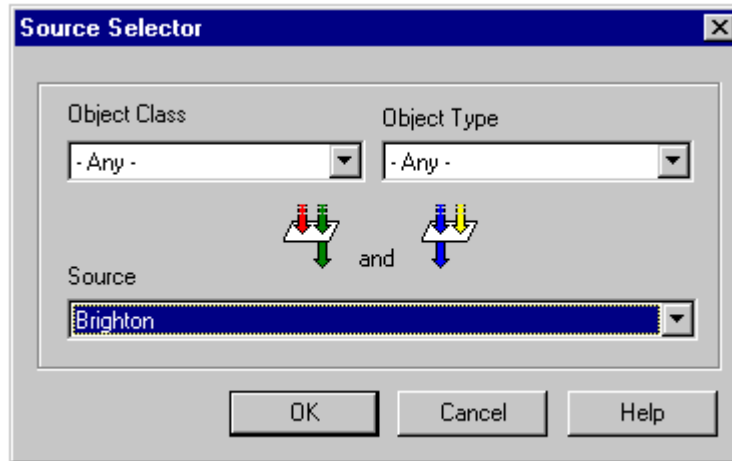 Source Selector
Object Class
Object Type
- Any -
- Any -
and
Source
Brighton
OK
Cancel
Help